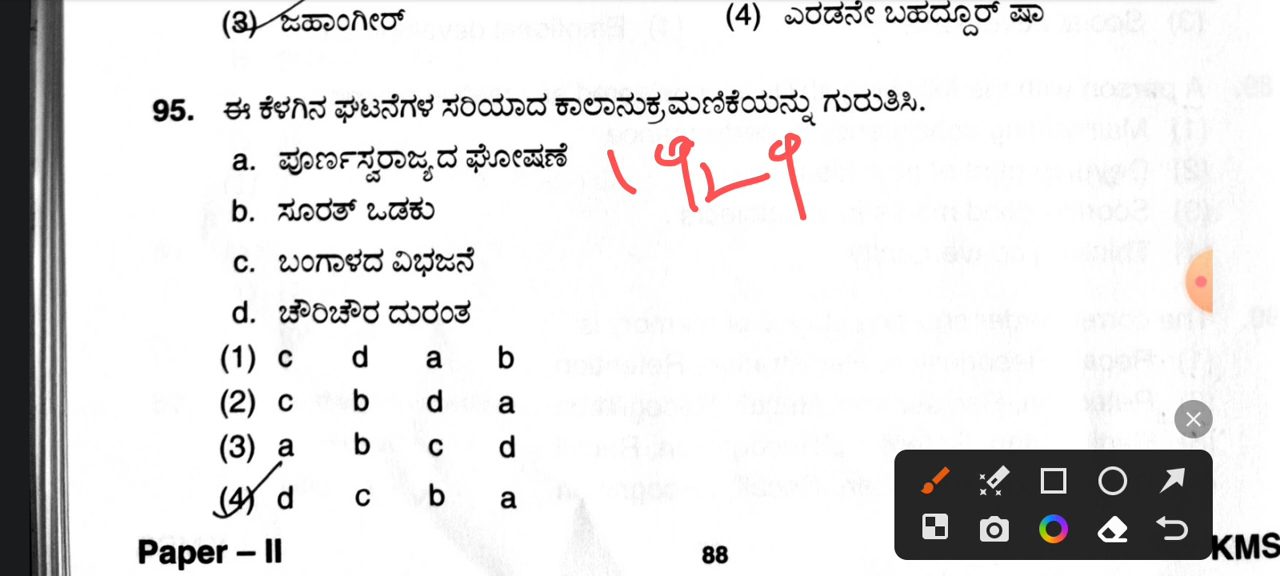 (3) ಜಹಾಂಗೀರ್
(4) ಎರಡನೇ ಬಹದ್ದೂರ್ ಷಾ
95. ಈ ಕೆಳಗಿನ ಘಟನೆಗಳ ಸರಿಯಾದ ಕಾಲಾನುಕ್ರಮಣಿಕೆಯನ್ನು ಗುರುತಿಸಿ.
a. ಪೂರ್ಣಸ್ವರಾಜ್ಯದ ಘೋಷಣೆ 1929
b. ಸೂರತ್ ಒಡಕು
c. ಬಂಗಾಳದ ವಿಭಜನೆ
d. ಚೌರಿಚೌರ ದುರಂತ
(1) c d a b
(2) c b d a
(3) a b c d
(4) d c b a
Paper – II 88 KMS